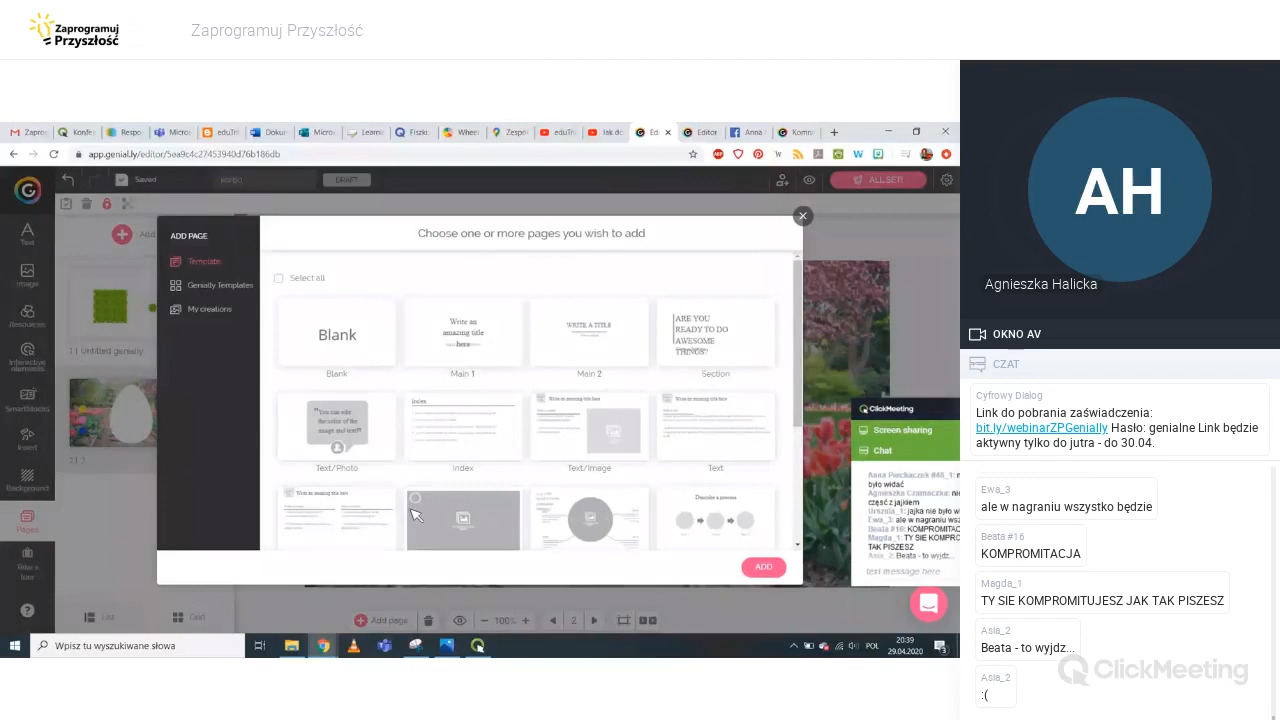 Zaprogramuj
Przyszłość
Zaprogramuj Przyszłość
app.genial.ly/editor/5ea9c4c27453940d76b186db
Saved
DRAFT
ALL SET!
Text
Image
Resources
Interactive
elements
Smartblocks
Insert
Background
Pages
ADD PAGE
Template
Genially Templates
My creations
Choose one or more pages you wish to add
Select all
Blank
Blank
Write an
amazing title
here
Main 1
WRITE A TITLE
Main 2
ARE YOU
READY TO DO
AWESOME
THINGS?
Section
Text/Photo
Index
Index
Text/Image
Text
Describe a process
ADD
1 | Untitled genially
List
Grid
Add page
100%
2
ClickMeeting
Screen sharing
Chat
text message here
Wpisz tu wyszukiwane słowa
POL
20:39
29.04.2020
AH
Agnieszka Halicka
OKNO AV
CZAT
Cyfrowy Dialog
Link do pobrania zaświadczenia:
bit.ly/webinarZPGenially Hasło: genialne Link będzie
aktywny tylko do jutra - do 30.04.
Ewa_3
ale w nagraniu wszystko będzie
Beata #16
KOMPROMITACJA
Magda_1
TY SIE KOMPROMITUJESZ JAK TAK PISZESZ
Asia_2
Beata - to wyjdz...
Asia_2
:(
ClickMeeting